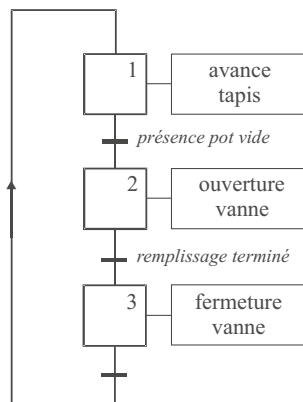 1
avance
tapis
présence pot vide
2
ouverture
vanne
remplissage terminé
3
fermeture
vanne